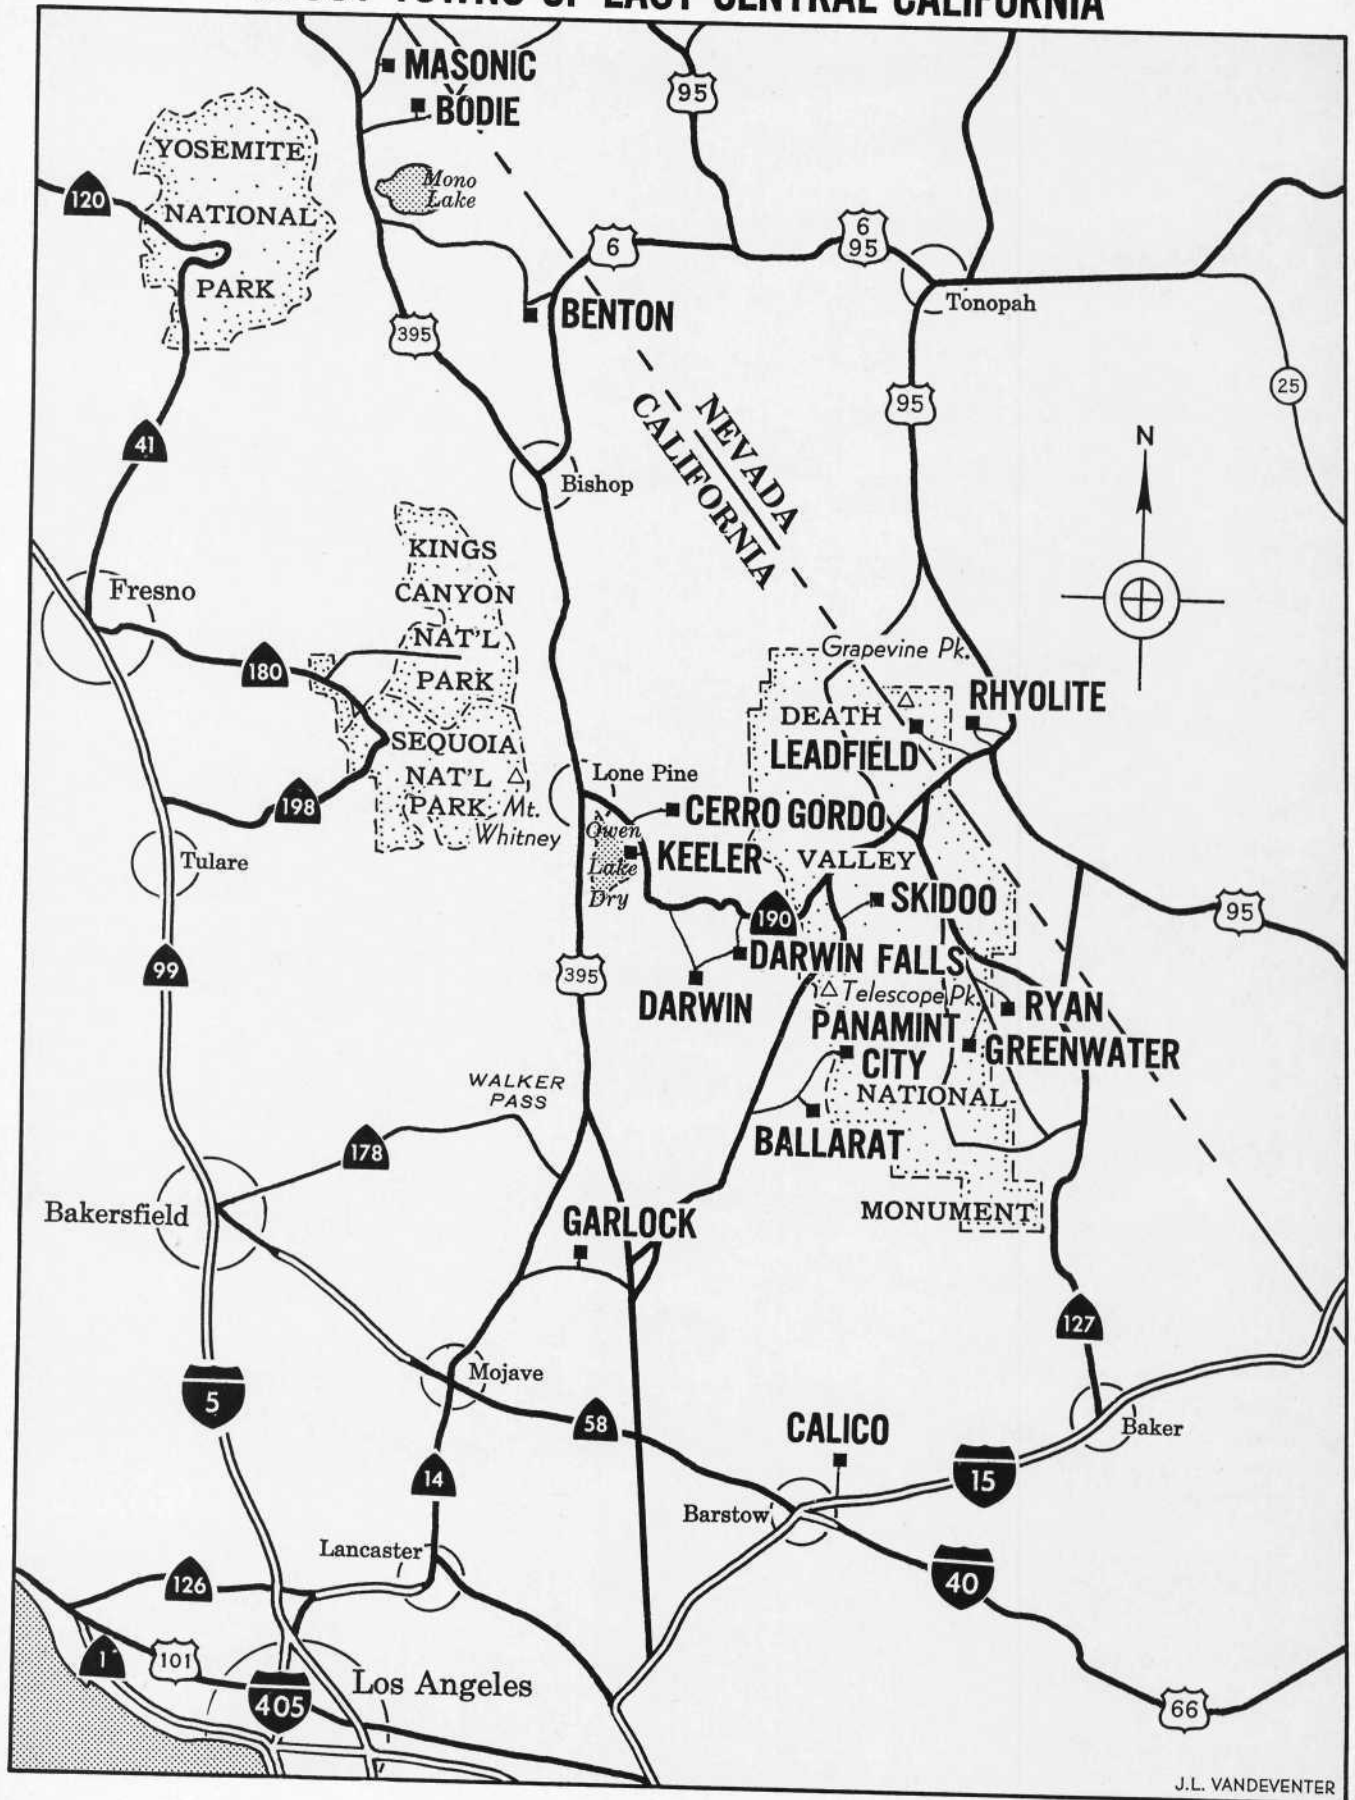 TOWNS OF EAST CENTRAL CALIFORNIA
MASONIC
BODIE
95
YOSEMITE
NATIONAL
PARK
120
Mono
Lake
6
6
95
BENTON
Tonopah
395
25
95
NEVADA
CALIFORNIA
N
41
Bishop
KINGS
CANYON
NAT'L
PARK
Fresno
180
Grapevine Pk.
RHYOLITE
DEATH
LEADFIELD
SEQUOIA
NAT'L
PARK
Mt.
Whitney
Lone Pine
198
CERRO GORDO
Owen
Lake
Dry
KEELER
VALLEY
Tulare
SKIDOO
190
95
99
395
DARWIN FALLS
DARWIN
Telescope Pk.
RYAN
PANAMINT
CITY
GREENWATER
NATIONAL
WALKER
PASS
178
BALLARAT
Bakersfield
MONUMENT
GARLOCK
127
5
Mojave
58
CALICO
Baker
14
15
Barstow
Lancaster
126
40
1
101
405
Los Angeles
66
J.L. VANDEVENTER